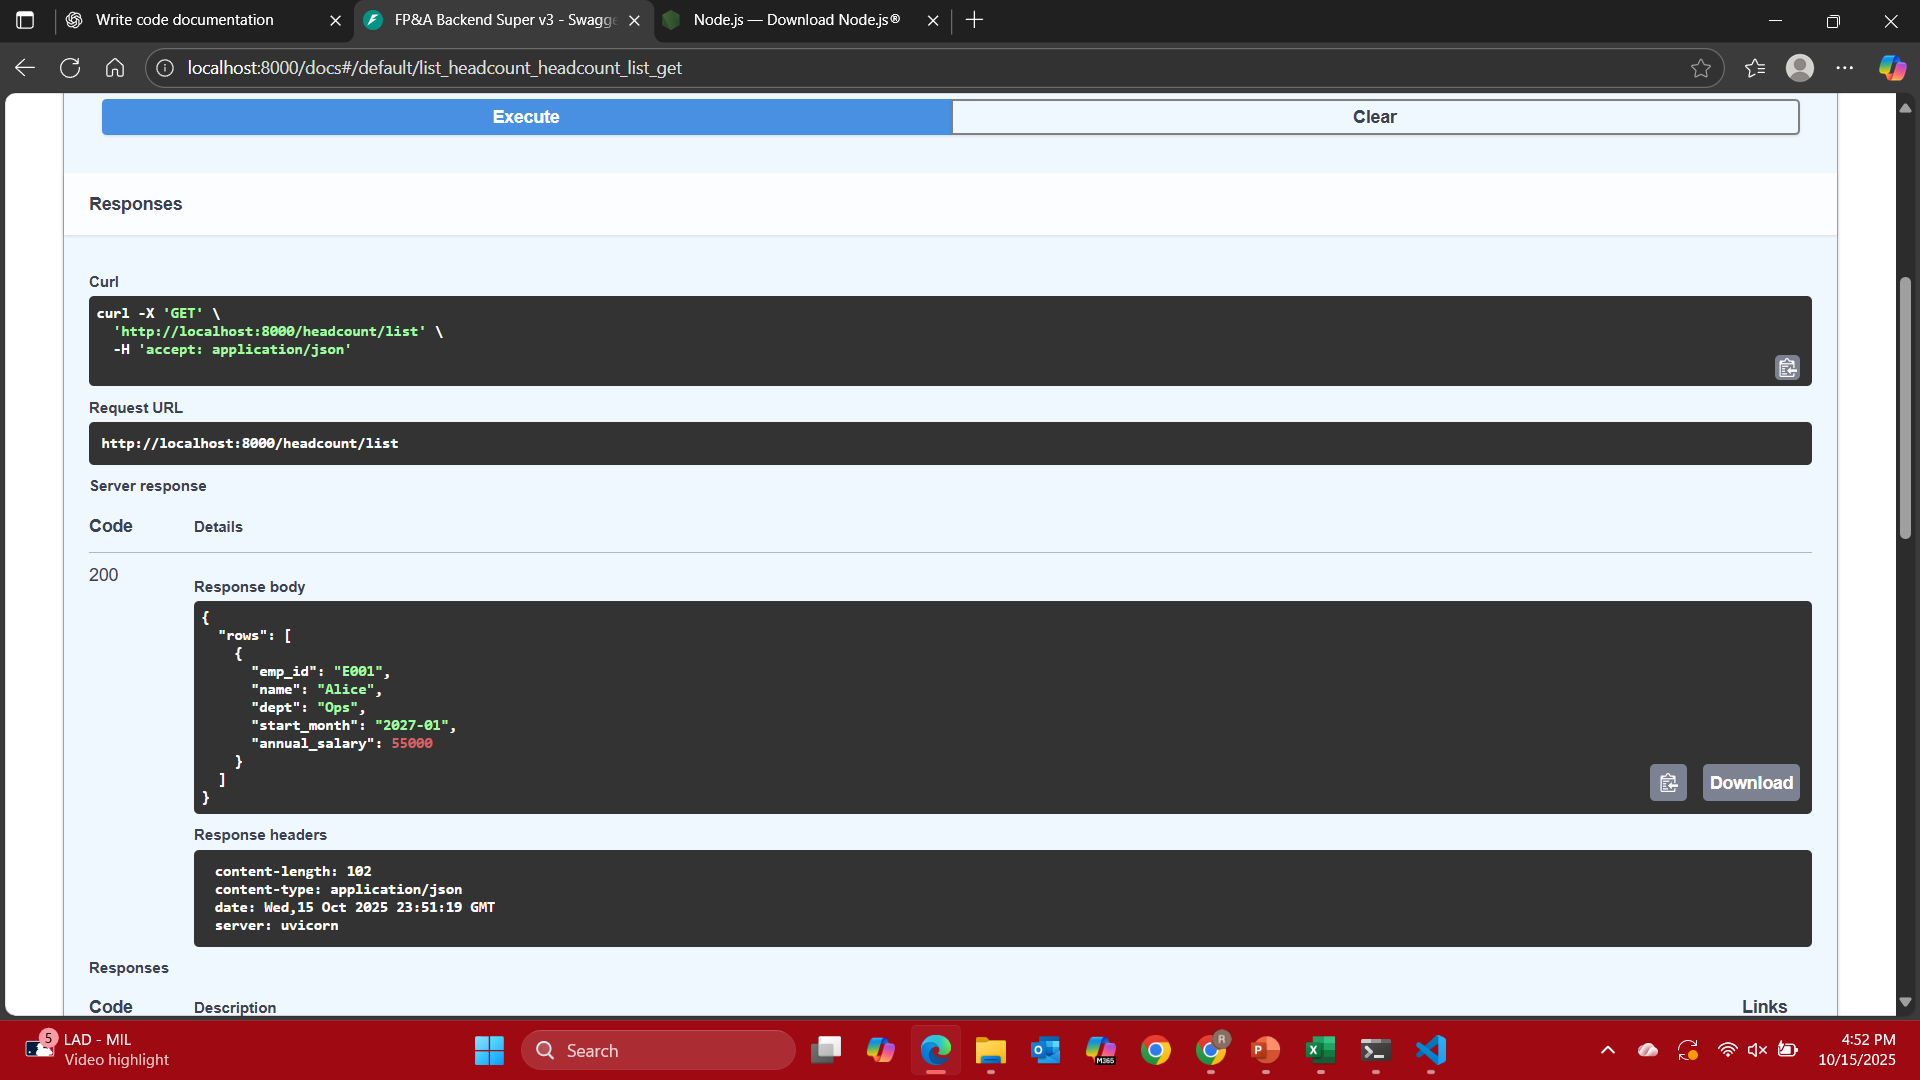 Write code documentation
FP&A Backend Super v3 - Swagge
Node.js — Download Node.js®
localhost:8000/docs#/default/list_headcount_headcount_list_get
Execute
Clear
Responses
Curl
curl -X 'GET' \
'http://localhost:8000/headcount/list' \
-H 'accept: application/json'
Request URL
http://localhost:8000/headcount/list
Server response
Code
Details
200
Response body
{
"rows": [
{
"emp_id": "E001",
"name": "Alice",
"dept": "Ops",
"start_month": "2027-01",
"annual_salary": 55000
}
]
}
Download
Response headers
content-length: 102
content-type: application/json
date: Wed,15 Oct 2025 23:51:19 GMT
server: uvicorn
Responses
Code
Description
Links
5
LAD - MIL
Video highlight
Search
M365
R
P
X
4:52 PM
10/15/2025